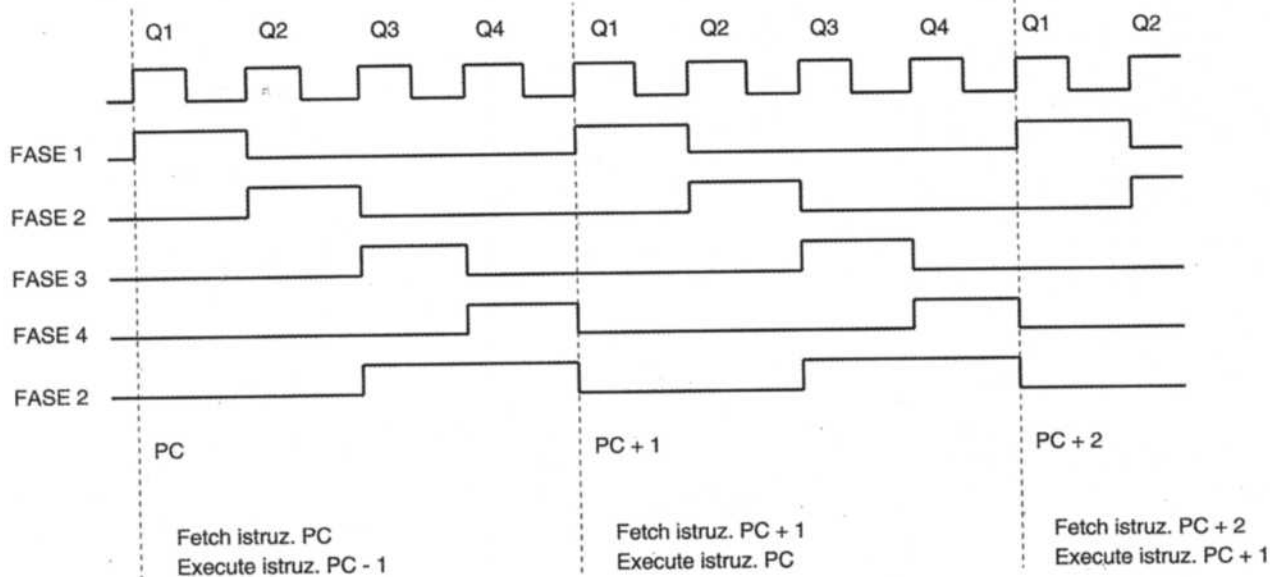 Q1 Q2 Q3 Q4 Q1 Q2 Q3 Q4 Q1 Q2
FASE 1
FASE 2
FASE 3
FASE 4
FASE 2
PC PC + 1 PC + 2
Fetch istruz. PC Fetch istruz. PC + 1 Fetch istruz. PC + 2
Execute istruz. PC - 1 Execute istruz. PC Execute istruz. PC + 1